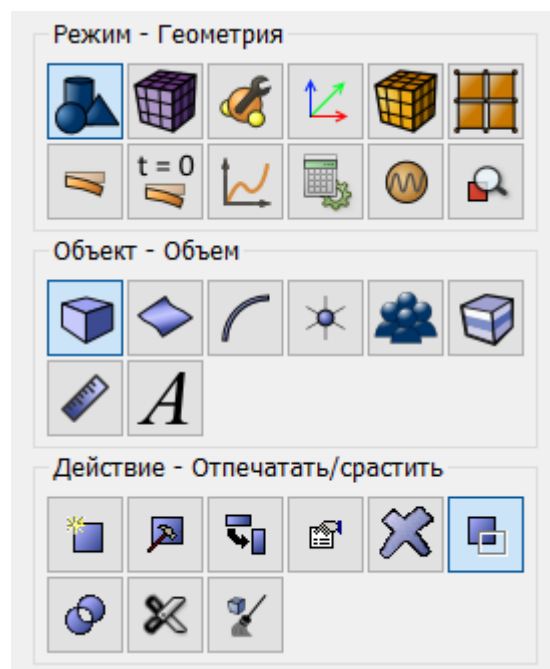 Режим - Геометрия
t = 0
Объект - Объем
A
Действие - Отпечатать/срастить